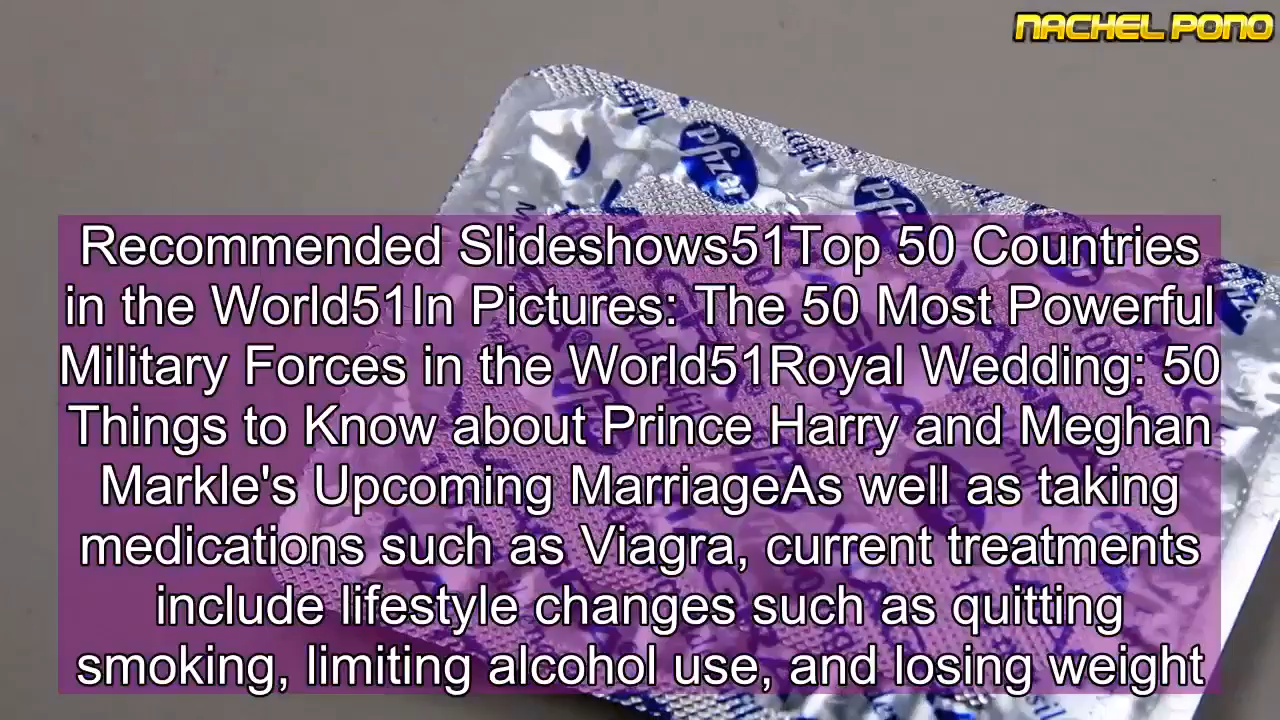 NACHEL PONO
pfizer
pfizer
Recommended Slideshows51Top 50 Countries
in the World51In Pictures: The 50 Most Powerful
Military Forces in the World51Royal Wedding: 50
Things to Know about Prince Harry and Meghan
Markle's Upcoming MarriageAs well as taking
medications such as Viagra, current treatments
include lifestyle changes such as quitting
smoking, limiting alcohol use, and losing weight